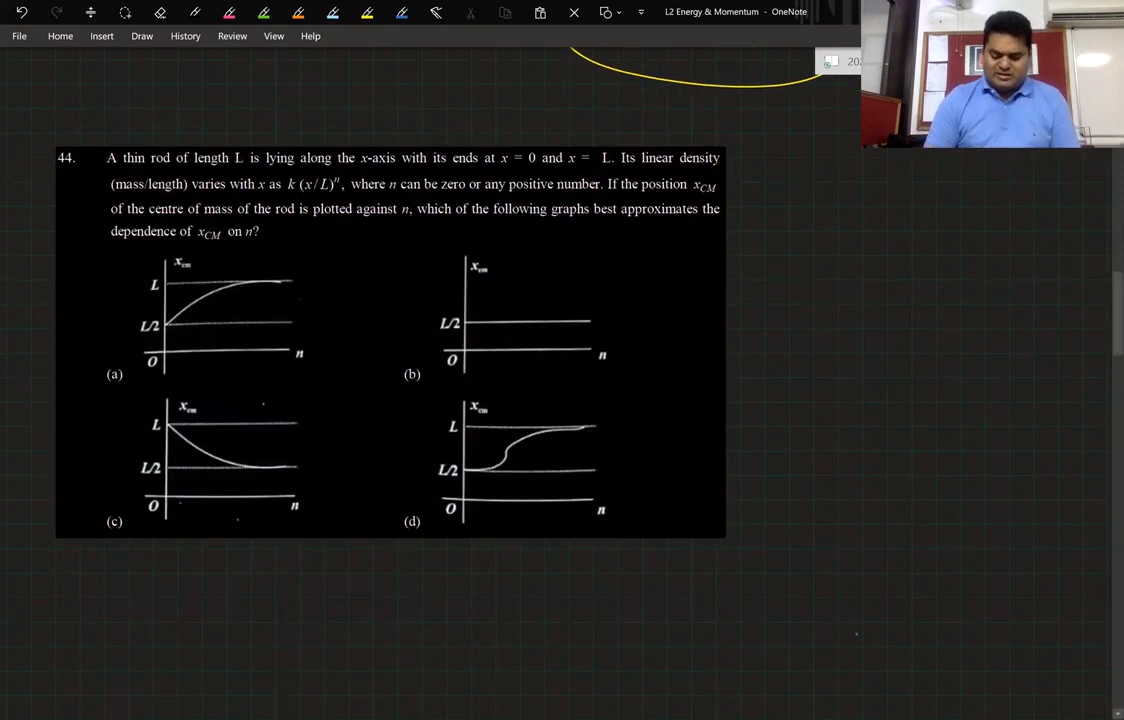 L2 Energy & Momentum - OneNote
File Home Insert Draw History Review View Help
44. A thin rod of length L is lying along the x-axis with its ends at x = 0 and x = L. Its linear density
(mass/length) varies with x as k (x/L)ⁿ, where n can be zero or any positive number. If the position x_CM
of the centre of mass of the rod is plotted against n, which of the following graphs best approximates the
dependence of x_CM on n?
x_cm
L
L/2
O
n
(a)
x_cm
L/2
O
n
(b)
x_cm
L
L/2
O
n
(c)
x_cm
L
L/2
O
n
(d)